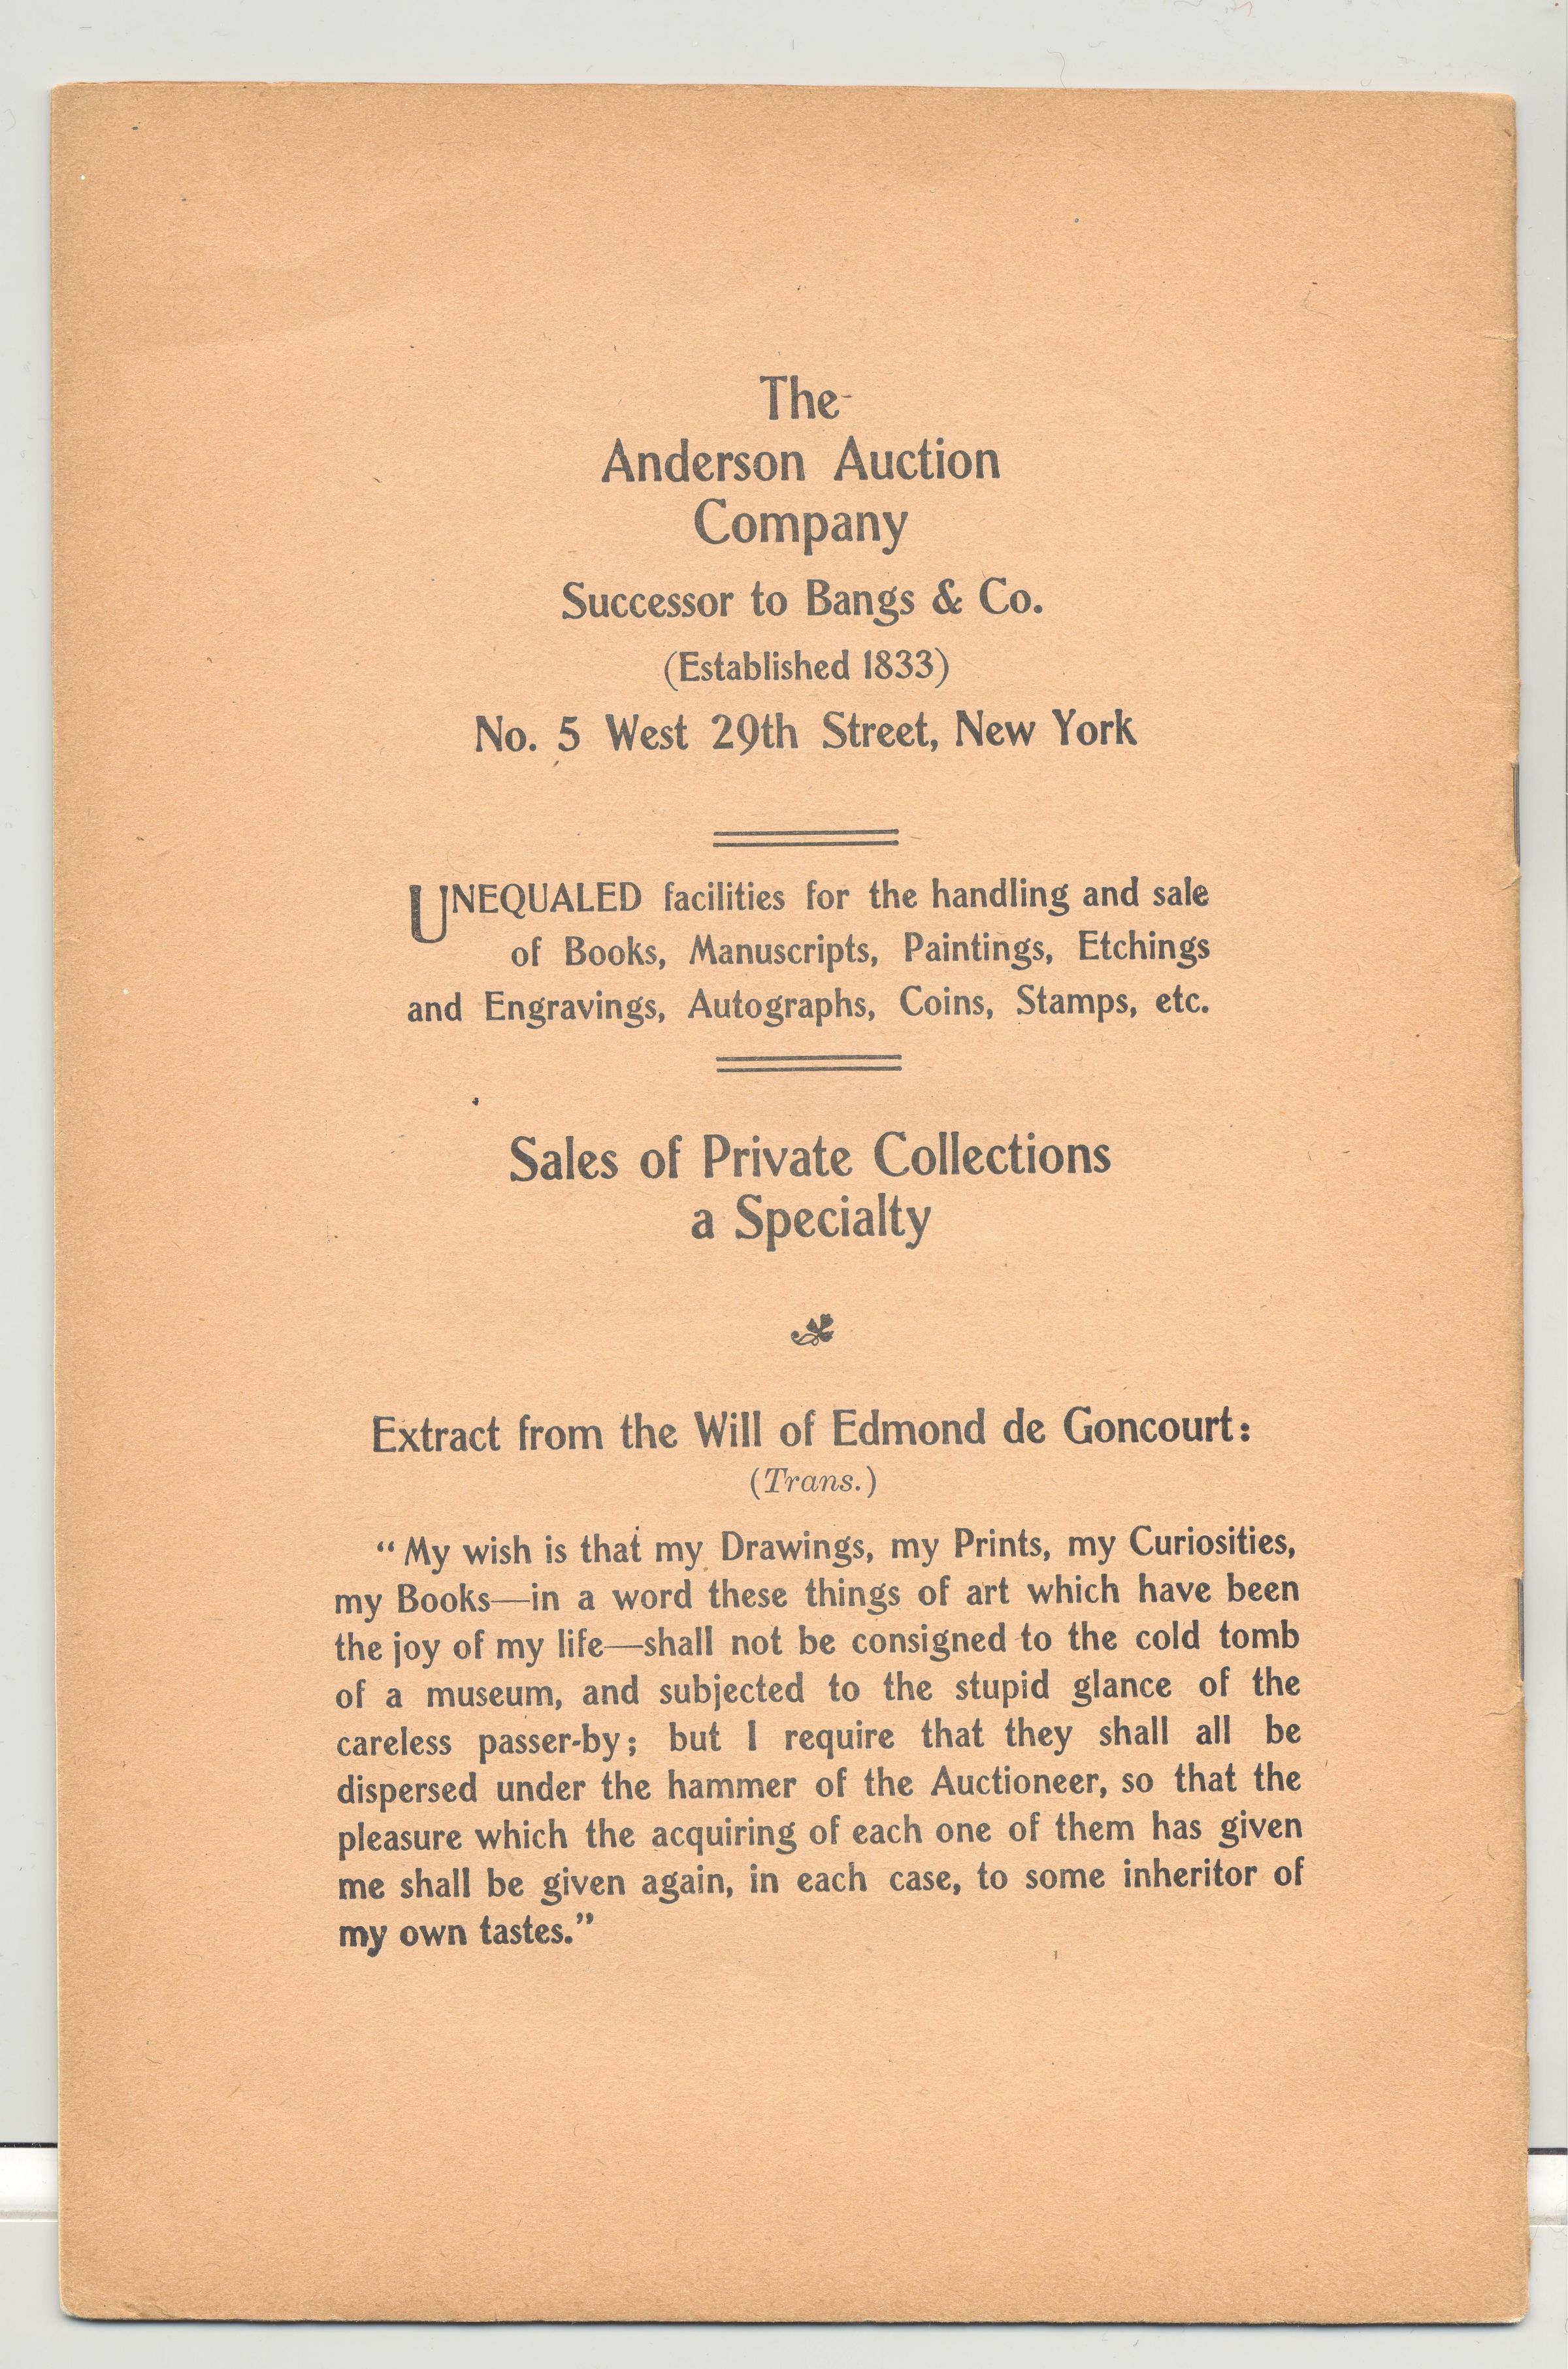 The
Anderson Auction
Company
Successor to Bangs & Co.
(Established 1833)
No. 5 West 29th Street, New York
UNEQUALED facilities for the handling and sale
of Books, Manuscripts, Paintings, Etchings
and Engravings, Autographs, Coins, Stamps, etc.
Sales of Private Collections
a Specialty
Extract from the Will of Edmond de Goncourt:
(Trans.)
“My wish is that my Drawings, my Prints, my Curiosities,
my Books—in a word these things of art which have been
the joy of my life—shall not be consigned to the cold tomb
of a museum, and subjected to the stupid glance of the
careless passer-by; but I require that they shall all be
dispersed under the hammer of the Auctioneer, so that the
pleasure which the acquiring of each one of them has given
me shall be given again, in each case, to some inheritor of
my own tastes.”